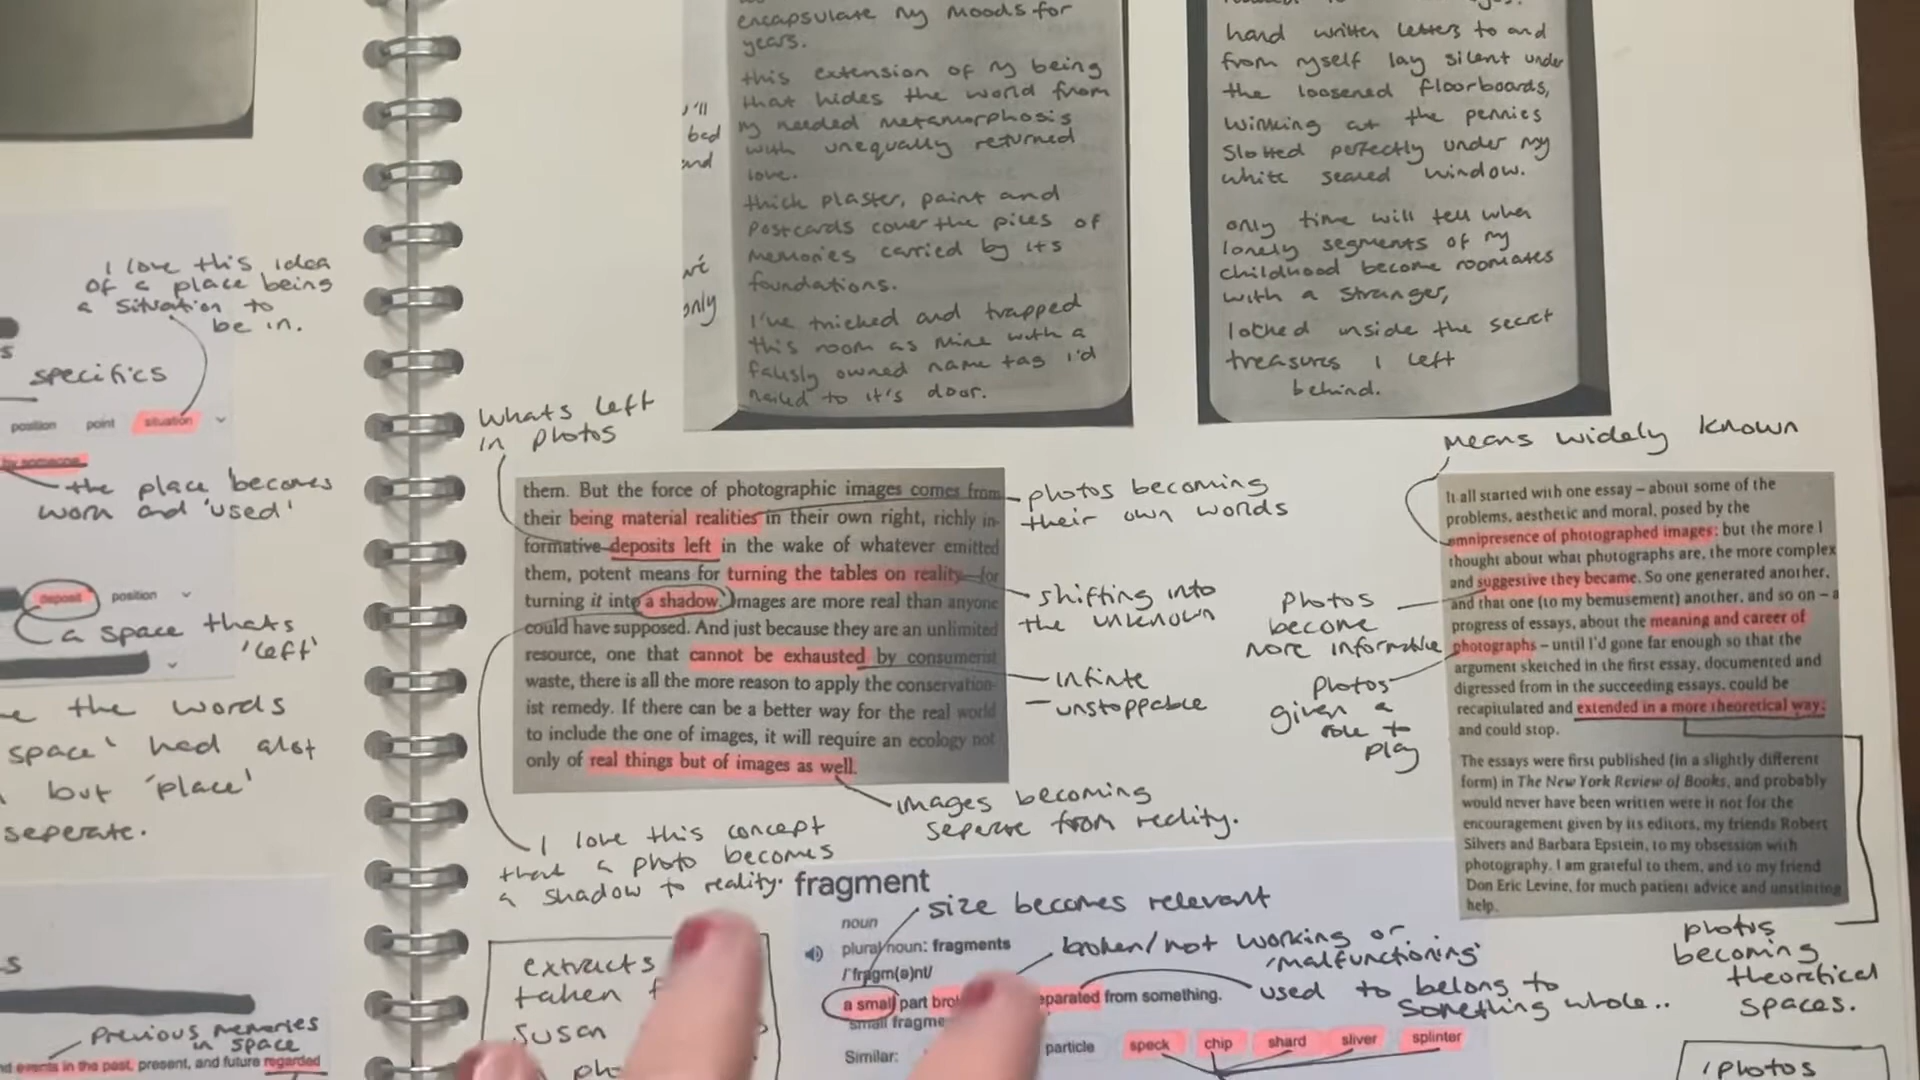 encapsulate my moods for
years.
this extension of my being
that hides the world from
my needed metamorphosis
with unequally returned
love.
thick plaster, paint and
postcards cover the piles of
memories carried by its
foundations.
I've tricked and trapped
this room as mine with a
falsly owned name tag I'd
nailed to it's door.
hand written letters to and
from myself lay silent under
the loosened floorboards,
winking at the pennies
slotted perfectly under my
white sealed window.
only time will tell when
lonely segments of my
childhood become roomates
with a stranger,
locked inside the secret
treasures I left
behind.
'll
bed
and
only
I love this idea
of a place being
a situation to
be in.
specifics
position point situation
by someone
the place becomes
worn and 'used'
deposit position
a space thats
'left'
the words
space' had alot
but 'place'
seperate.
previous memories
in space
events in the past, present, and future regarded
whats left
in photos
them. But the force of photographic images comes from
their being material realities in their own right, richly in-
formative deposits left in the wake of whatever emitted
them, potent means for turning the tables on reality—for
turning it into a shadow. Images are more real than anyone
could have supposed. And just because they are an unlimited
resource, one that cannot be exhausted by consumerist
waste, there is all the more reason to apply the conservation-
ist remedy. If there can be a better way for the real world
to include the one of images, it will require an ecology not
only of real things but of images as well.
photos becoming
their own worlds
shifting into
the unknown
infinite
unstoppable
images becoming
seperate from reality.
I love this concept
that a photo becomes
a shadow to reality.
means widely known
It all started with one essay – about some of the
problems, aesthetic and moral, posed by the
omnipresence of photographed images; but the more I
thought about what photographs are, the more complex
and suggestive they became. So one generated another,
and that one (to my bemusement) another, and so on – a
progress of essays, about the meaning and career of
photographs – until I'd gone far enough so that the
argument sketched in the first essay, documented and
digressed from in the succeeding essays, could be
recapitulated and extended in a more theoretical way;
and could stop.
The essays were first published (in a slightly different
form) in The New York Review of Books, and probably
would never have been written were it not for the
encouragement given by its editors, my friends Robert
Silvers and Barbara Epstein, to my obsession with
photography. I am grateful to them, and to my friend
Don Eric Levine, for much patient advice and unstinting
help.
photos
become
more informative
photos
given a
role to
play
photos
becoming
theoretical
spaces.
fragment
noun
plural noun: fragments
/ˈfragm(ə)nt/
a small part separated from something.
small
Similar: particle speck chip shard sliver splinter
size becomes relevant
broken/not working or
'malfunctioning'
used to belong to
something whole..
extracts
taken
Susan
ph
'photos